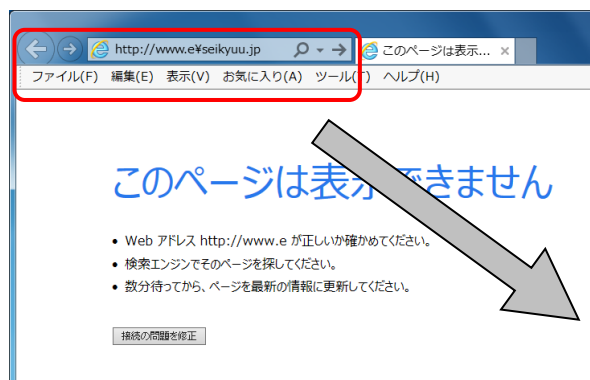 http://www.e¥seikyuu.jp
このページは表示...
ファイル(F) 編集(E) 表示(V) お気に入り(A) ツール(T) ヘルプ(H)
このページは表示できません
• Web アドレス http://www.e が正しいか確かめてください。
• 検索エンジンでそのページを探してください。
• 数分待ってから、ページを最新の情報に更新してください。
接続の問題を修正